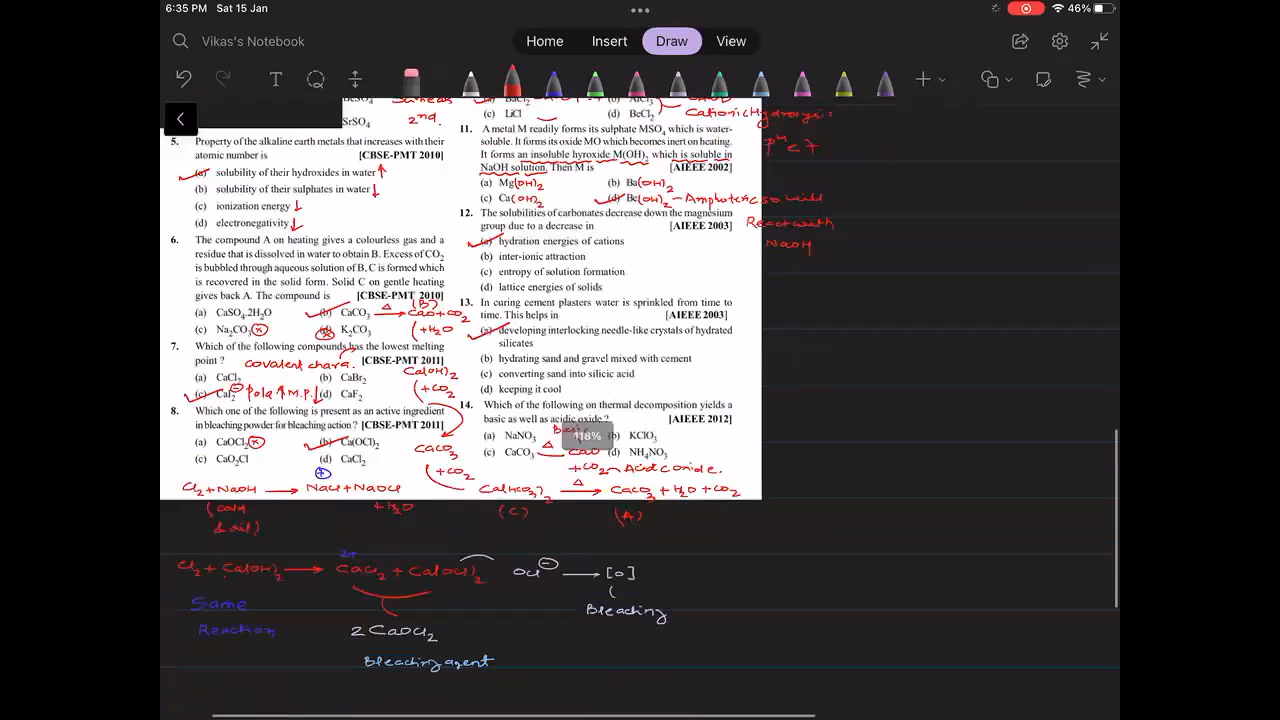 6:35 PM Sat 15 Jan
46%
Vikas's Notebook
Home Insert Draw View
BeSO4
SrSO4
2nd.
5. Property of the alkaline earth metals that increases with their
atomic number is [CBSE-PMT 2010]
(a) solubility of their hydroxides in water ↑
(b) solubility of their sulphates in water ↓
(c) ionization energy ↓
(d) electronegativity ↓
6. The compound A on heating gives a colourless gas and a
residue that is dissolved in water to obtain B. Excess of CO2
is bubbled through aqueous solution of B, C is formed which
is recovered in the solid form. Solid C on gentle heating
gives back A. The compound is [CBSE-PMT 2010]
(B)
(a) CaSO4.2H2O (b) CaCO3 Δ→ CaO+CO2
(c) Na2CO3 (d) K2CO3
+H2O
7. Which of the following compounds has the lowest melting
point ? [CBSE-PMT 2011]
covalent chara.
Ca(OH)2
(a) CaCl2 (b) CaBr2
+CO2
(c) CaI2 (d) CaF2
pola ↑ M.P. ↓
8. Which one of the following is present as an active ingredient
in bleaching powder for bleaching action ? [CBSE-PMT 2011]
(a) CaOCl2 (b) Ca(OCl)2
CaCO3
(c) CaO2Cl (d) CaCl2
+CO2
(c) LiCl (d) BeCl2
Cationic Hydrolysis
pH < 7
11. A metal M readily forms its sulphate MSO4 which is water-
soluble. It forms its oxide MO which becomes inert on heating.
It forms an insoluble hyroxide M(OH)2 which is soluble in
NaOH solution. Then M is [AIEEE 2002]
(a) Mg(OH)2 (b) Ba(OH)2
(c) Ca(OH)2 (d) Be(OH)2 – Amphoteric so will
React with
NaOH
12. The solubilities of carbonates decrease down the magnesium
group due to a decrease in [AIEEE 2003]
(a) hydration energies of cations
(b) inter-ionic attraction
(c) entropy of solution formation
(d) lattice energies of solids
13. In curing cement plasters water is sprinkled from time to
time. This helps in [AIEEE 2003]
(a) developing interlocking needle-like crystals of hydrated
silicates
(b) hydrating sand and gravel mixed with cement
(c) converting sand into silicic acid
(d) keeping it cool
14. Which of the following on thermal decomposition yields a
basic as well as acidic oxide ? [AIEEE 2012]
118%
(a) NaNO3 (b) KClO3
(c) CaCO3 Δ CaO (d) NH4NO3
+CO2 Acidic oxide.
Cl2 + NaOH → NaCl + NaOCl
+H2O
(cold
& dil)
Ca(HCO3)2 Δ→ CaCO3 + H2O + CO2
(C) (A)
2+
Cl2 + Ca(OH)2 → CaCl2 + Ca(OCl)2
OCl⊖ → [O]
Bleaching
Same
Reaction
2 CaOCl2
Bleaching agent